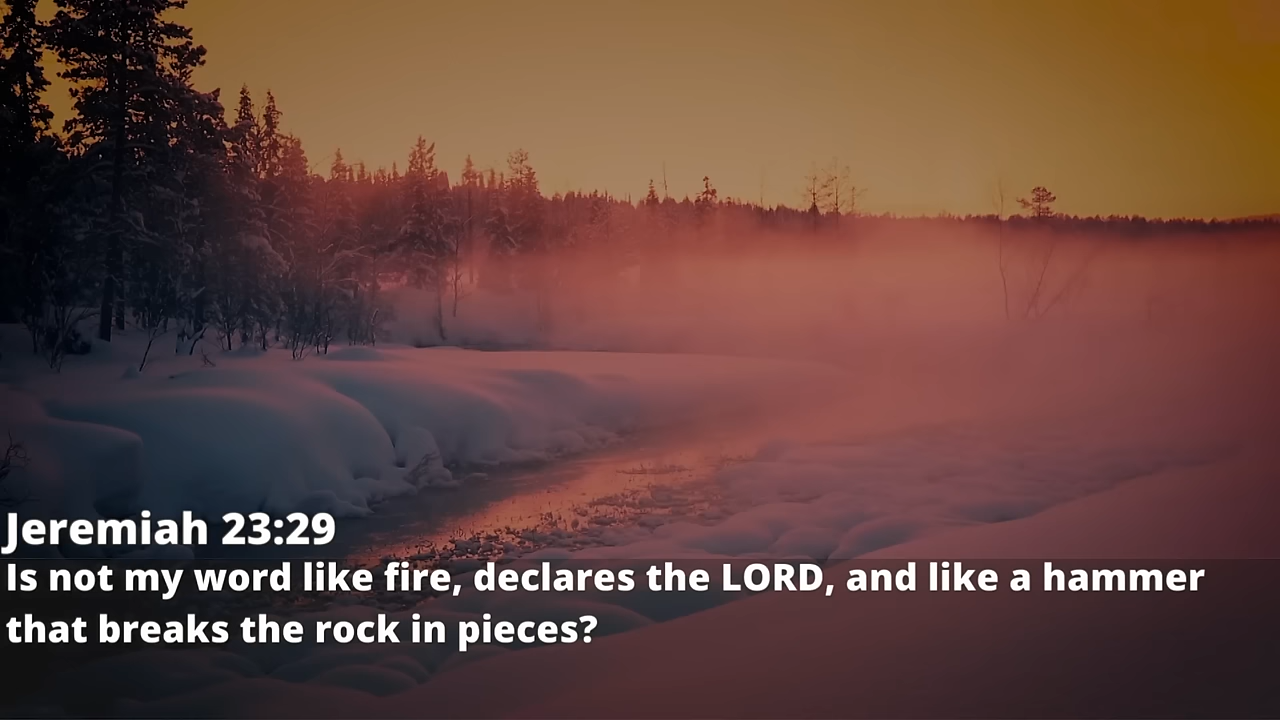 Jeremiah 23:29
Is not my word like fire, declares the LORD, and like a hammer
that breaks the rock in pieces?